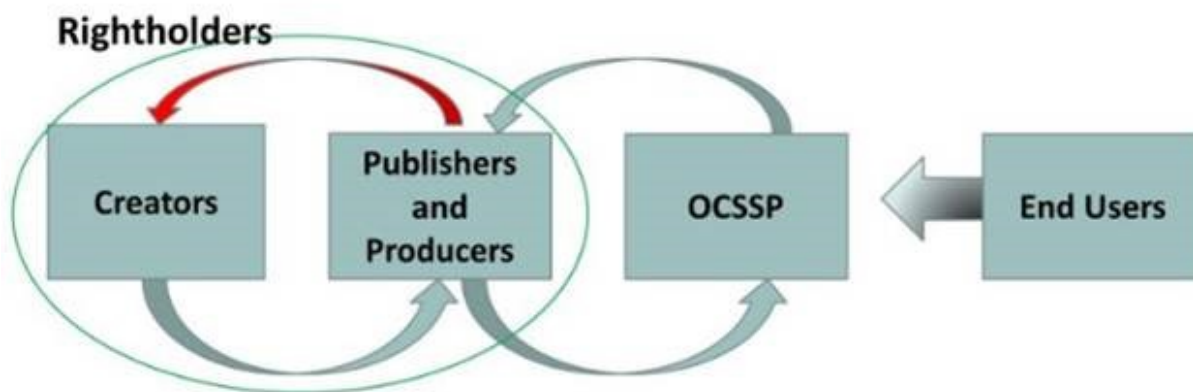 Rightholders
Creators
Publishers
and
Producers
OCSSP
End Users